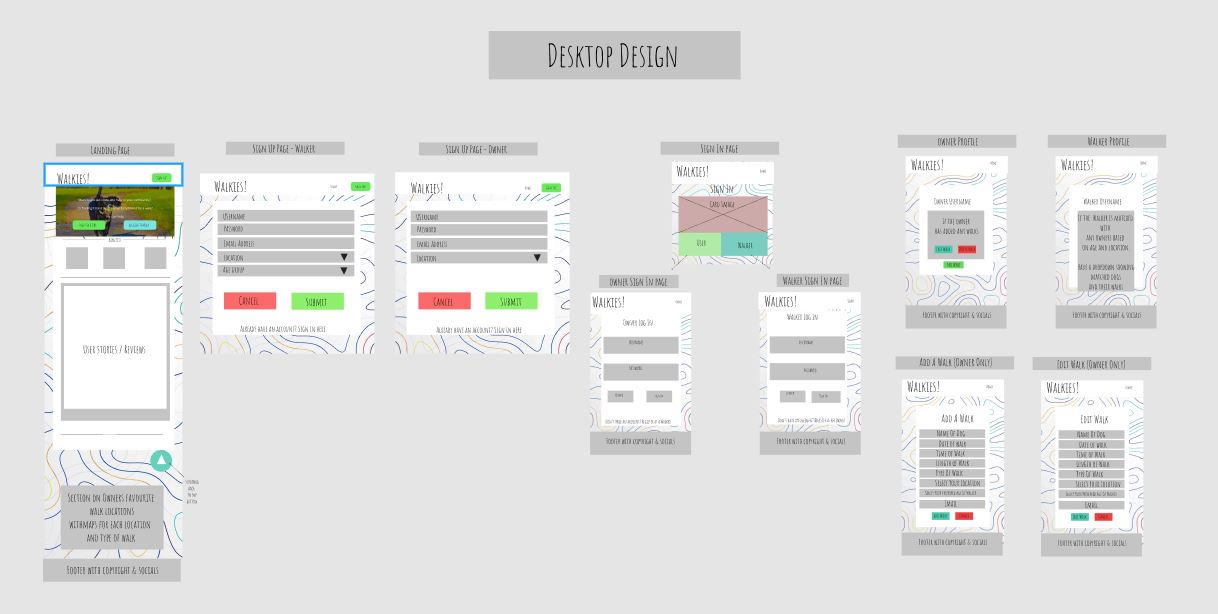 Desktop Design
Landing Page
Walkies!
Sign Up
User Stories / Reviews
Section on Owners Favourite
walk locations
withmaps for each location
and type of walk
Footer with copyright & socials
Sign Up Page - Walker
Walkies!
Username
Password
Email Address
Location
Age group
Cancel
Submit
Already have an account? Sign in here
Sign Up Page - Owner
Walkies!
Username
Password
Email Address
Location
Cancel
Submit
Already have an account? Sign in here
Sign In page
Walkies!
Sign In
Card Image
User
Walker
Owner Sign In page
Walkies!
Owner Log In
Username
Password
Footer with copyright & socials
Walker Sign In page
Walkies!
Walker Log In
Username
Password
Footer with copyright & socials
Owner Profile
Walkies!
Owner Username
If the owner
has added any walks
Footer with copyright & socials
Walker Profile
Walkies!
Walker Username
If the Walker is matched
with
any owners based
on age and location.
Have a dropdown showing
matched dogs
and their walks
Footer with copyright & socials
Add A Walk (Owner Only)
Walkies!
Add A Walk
Name Of Dog
Date of walk
Time of Walk
Length of Walk
Type Of Walk
Select Your Location
Email
Footer with copyright & socials
Edit Walk (Owner Only)
Walkies!
Edit Walk
Name Of Dog
Date of walk
Time of Walk
Length of Walk
Type Of Walk
Select Your Location
Email
Footer with copyright & socials